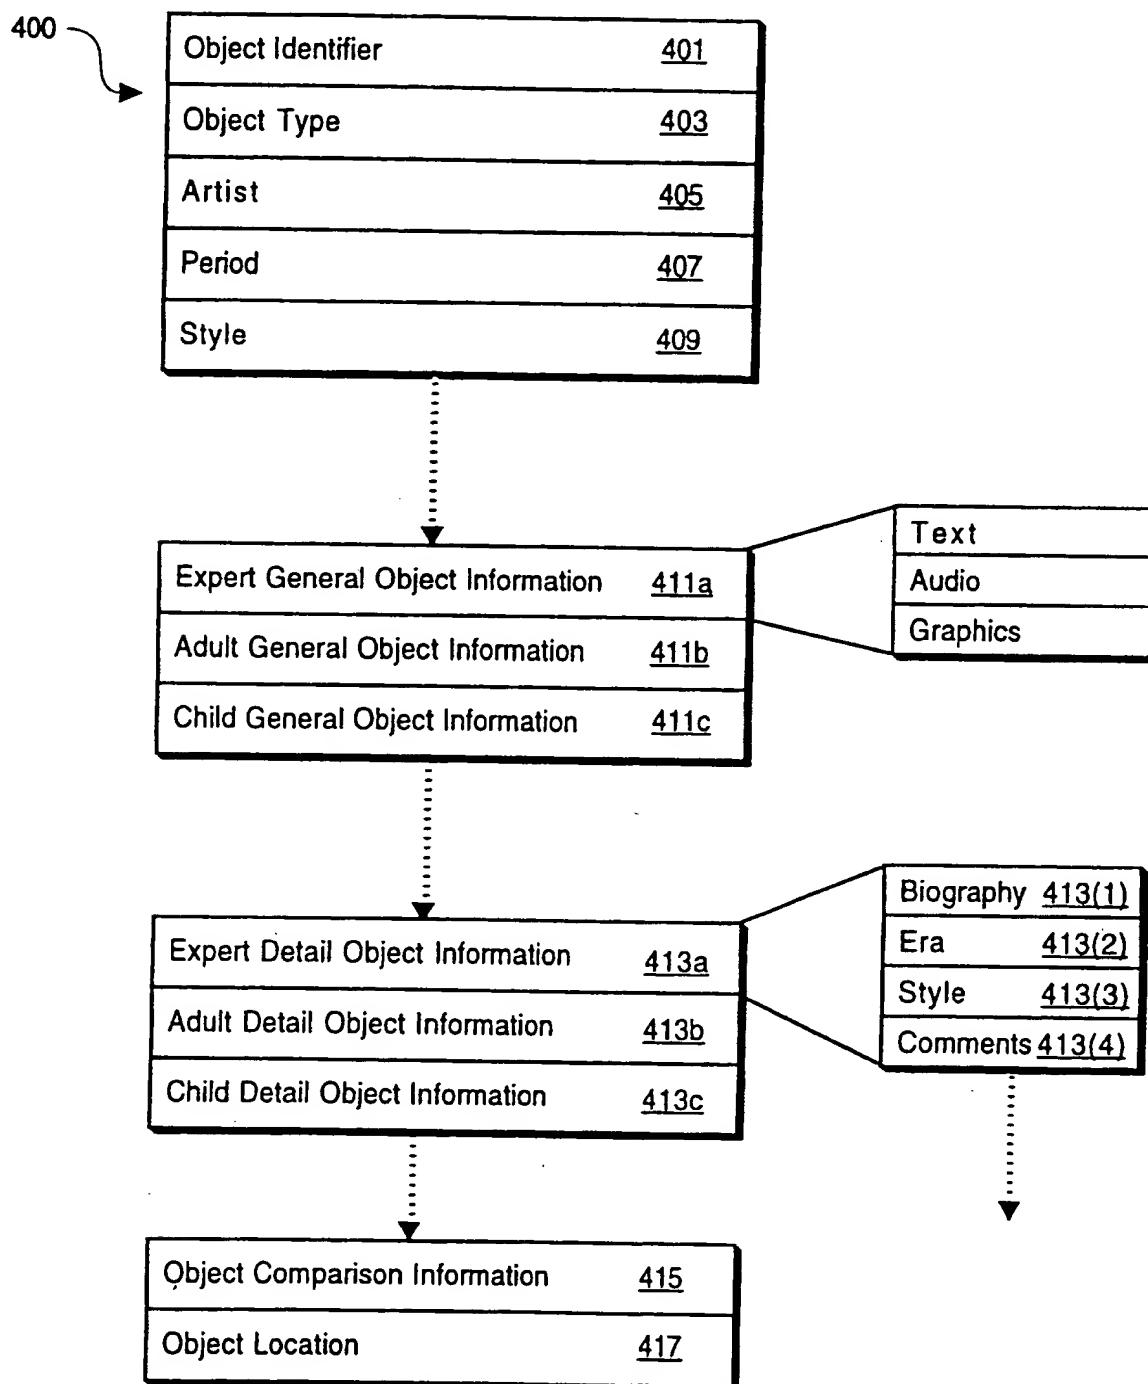 400
Object Identifier 401
Object Type 403
Artist 405
Period 407
Style 409
Expert General Object Information 411a
Adult General Object Information 411b
Child General Object Information 411c
Text
Audio
Graphics
Expert Detail Object Information 413a
Adult Detail Object Information 413b
Child Detail Object Information 413c
Biography 413(1)
Era 413(2)
Style 413(3)
Comments 413(4)
Object Comparison Information 415
Object Location 417